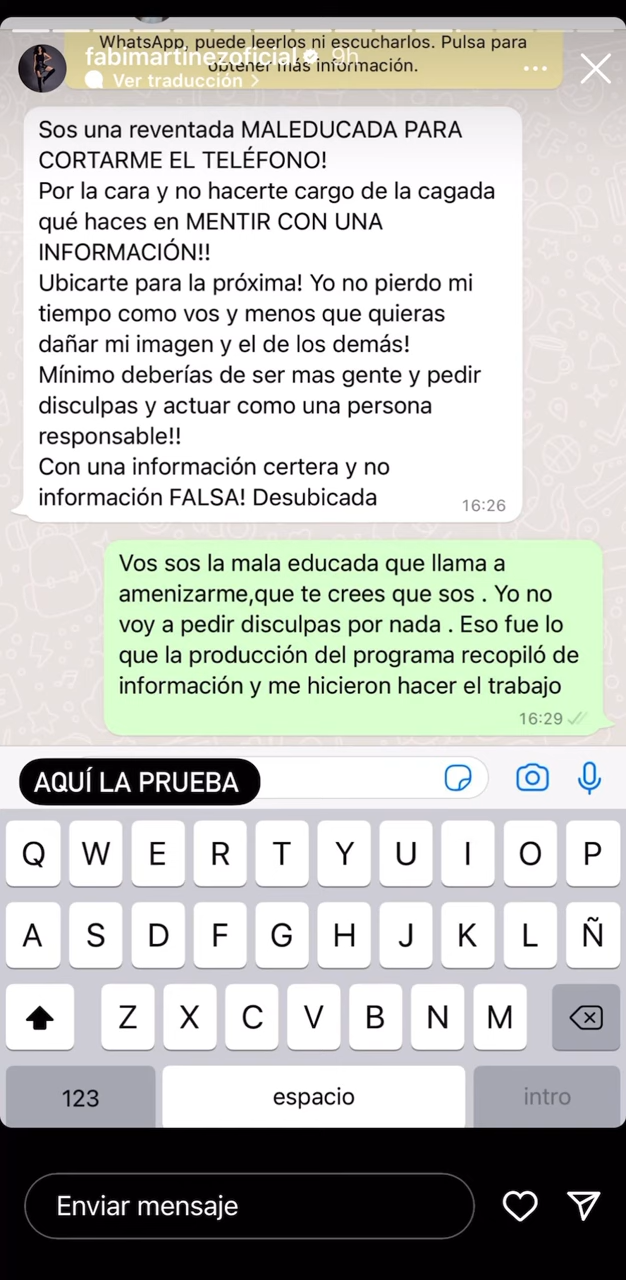 WhatsApp, puede leerlos ni escucharlos. Pulsa para
obtener más información.
fabimartinezoficial 9h
Ver traducción >
Sos una reventada MALEDUCADA PARA
CORTARME EL TELÉFONO!
Por la cara y no hacerte cargo de la cagada
qué haces en MENTIR CON UNA
INFORMACIÓN!!
Ubicarte para la próxima! Yo no pierdo mi
tiempo como vos y menos que quieras
dañar mi imagen y el de los demás!
Mínimo deberías de ser mas gente y pedir
disculpas y actuar como una persona
responsable!!
Con una información certera y no
información FALSA! Desubicada
16:26
Vos sos la mala educada que llama a
amenizarme,que te crees que sos . Yo no
voy a pedir disculpas por nada . Eso fue lo
que la producción del programa recopiló de
información y me hicieron hacer el trabajo
16:29
AQUÍ LA PRUEBA
Q W E R T Y U I O P
A S D F G H J K L Ñ
Z X C V B N M
123 espacio intro
Enviar mensaje